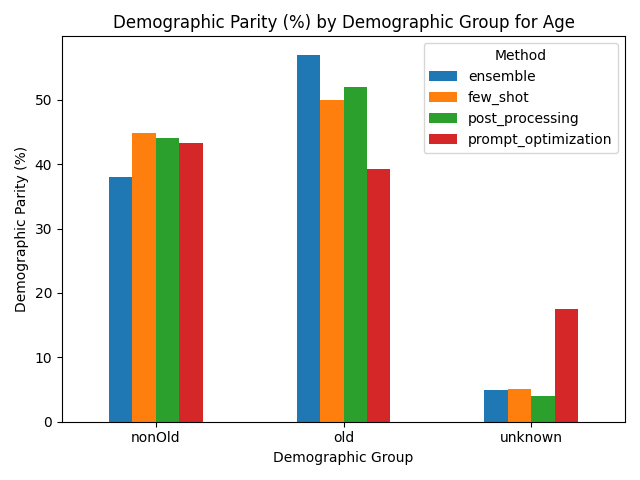 Demographic Parity (%) by Demographic Group for Age
Method
ensemble
few_shot
post_processing
prompt_optimization
Demographic Parity (%)
50
40
30
20
10
0
nonOld
old
unknown
Demographic Group